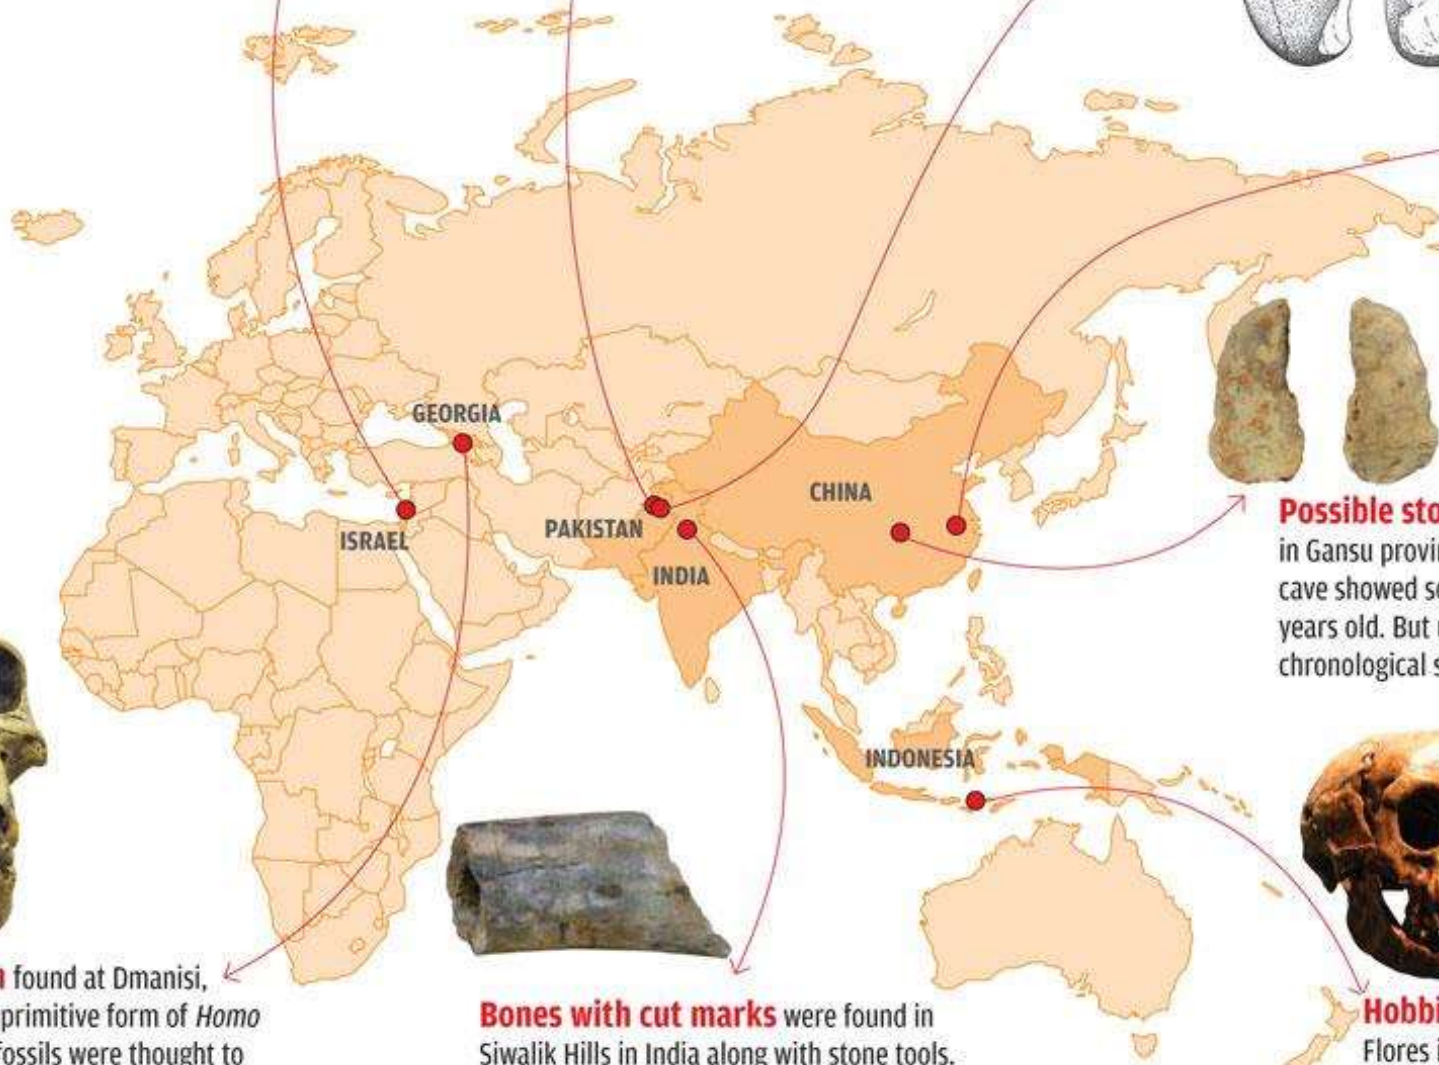 GEORGIA
ISRAEL
PAKISTAN
INDIA
CHINA
INDONESIA
Possible sto
in Gansu provi
cave showed s
years old. But
chronological s
found at Dmanisi,
primitive form of Homo
fossils were thought to
Bones with cut marks were found in
Siwalik Hills in India along with stone tools.
Hobbi
Flores i